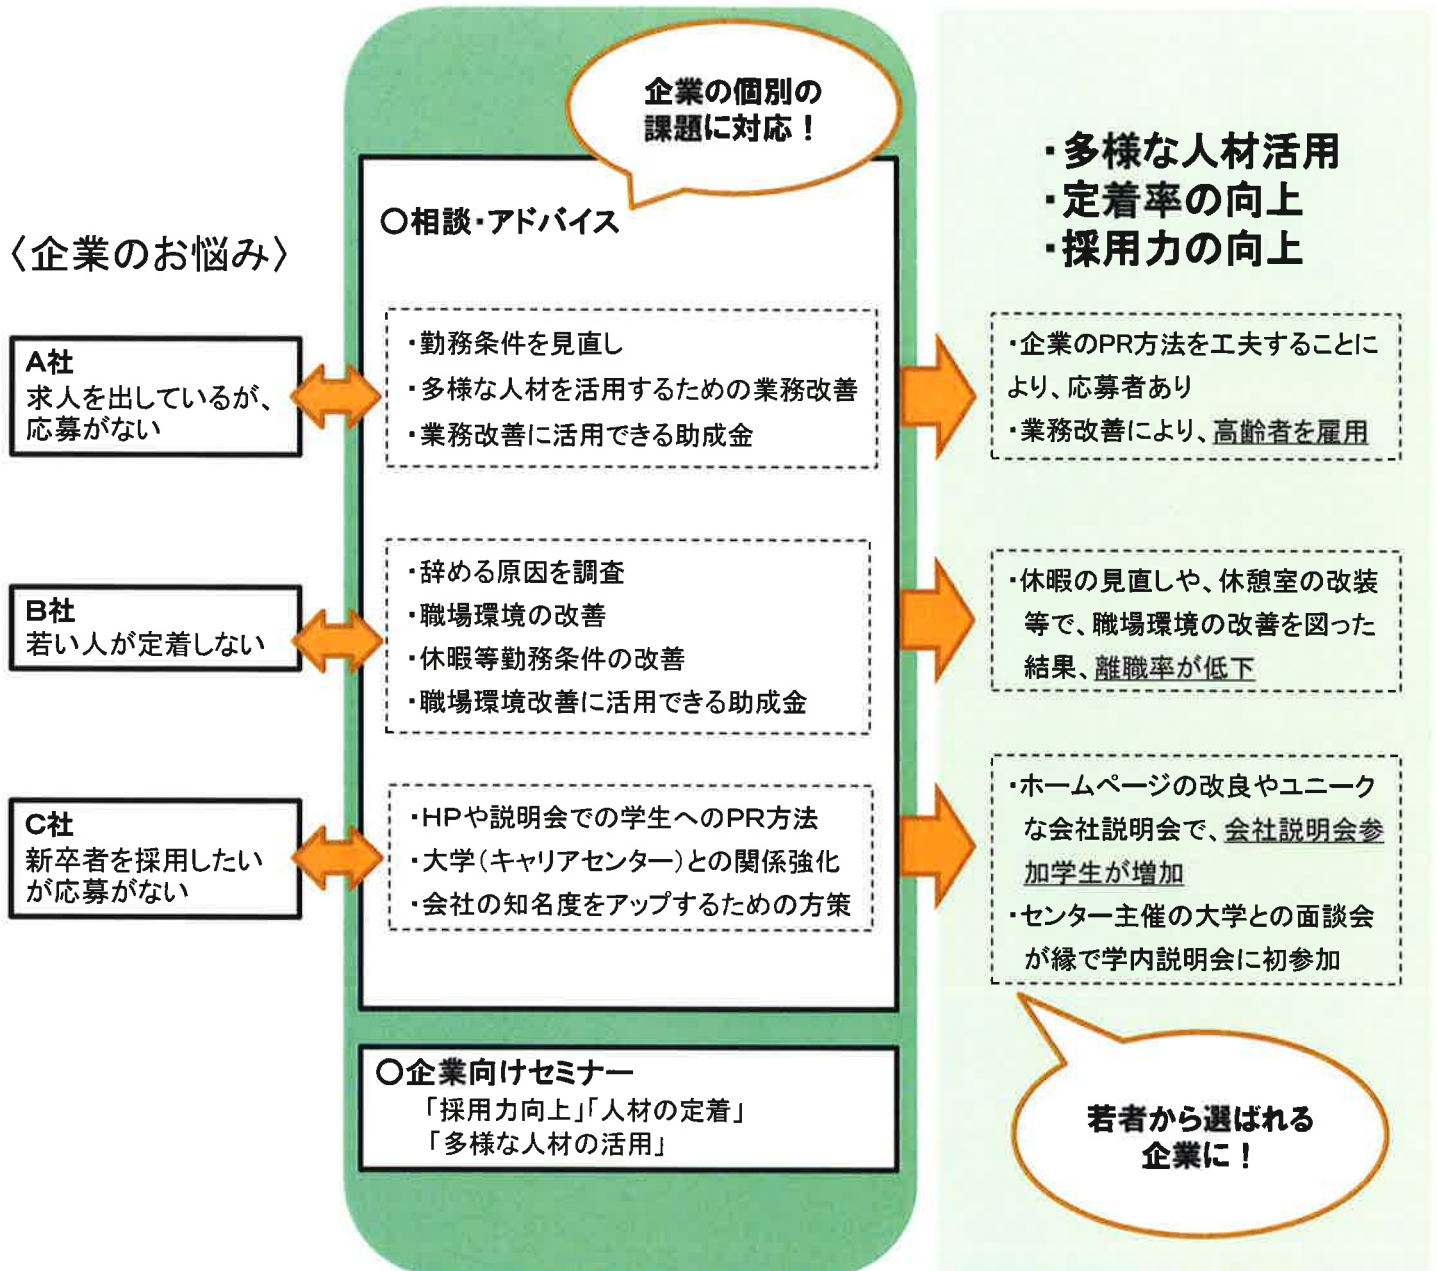 企業の個別の
課題に対応！
・多様な人材活用
・定着率の向上
・採用力の向上
〈企業のお悩み〉
〇相談・アドバイス
A社
求人を出しているが、
応募がない
・勤務条件を見直し
・多様な人材を活用するための業務改善
・業務改善に活用できる助成金
・企業のPR方法を工夫することに
より、応募者あり
・業務改善により、高齢者を雇用
B社
若い人が定着しない
・辞める原因を調査
・職場環境の改善
・休暇等勤務条件の改善
・職場環境改善に活用できる助成金
・休暇の見直しや、休憩室の改装
等で、職場環境の改善を図った
結果、離職率が低下
C社
新卒者を採用したい
が応募がない
・HPや説明会での学生へのPR方法
・大学(キャリアセンター)との関係強化
・会社の知名度をアップするための方策
・ホームページの改良やユニーク
な会社説明会で、会社説明会参
加学生が増加
・センター主催の大学との面談会
が縁で学内説明会に初参加
〇企業向けセミナー
「採用力向上」「人材の定着」
「多様な人材の活用」
若者から選ばれる
企業に！